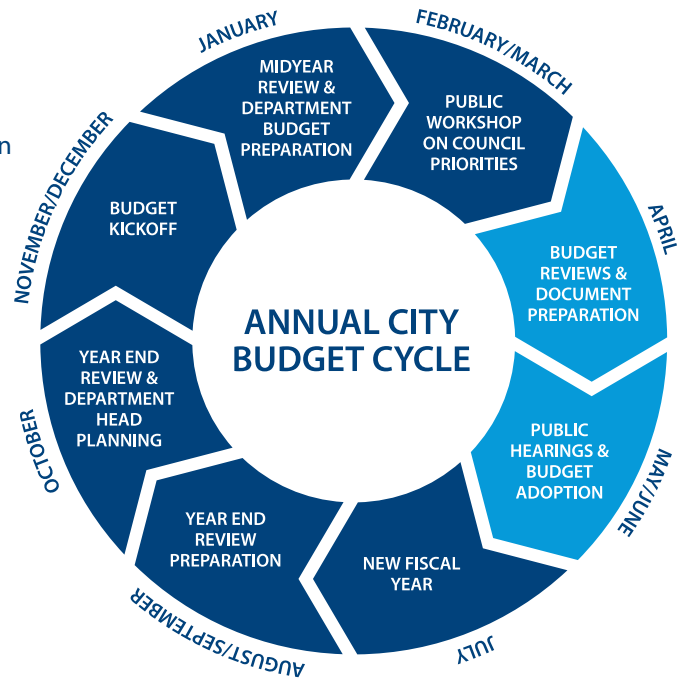 JANUARY
MIDYEAR
REVIEW &
DEPARTMENT
BUDGET
PREPARATION
FEBRUARY/MARCH
PUBLIC
WORKSHOP
ON COUNCIL
PRIORITIES
APRIL
BUDGET
REVIEWS &
DOCUMENT
PREPARATION
MAY/JUNE
PUBLIC
HEARINGS &
BUDGET
ADOPTION
JULY
NEW FISCAL
YEAR
AUGUST/SEPTEMBER
YEAR END
REVIEW
PREPARATION
OCTOBER
YEAR END
REVIEW &
DEPARTMENT
HEAD
PLANNING
NOVEMBER/DECEMBER
BUDGET
KICKOFF
ANNUAL CITY
BUDGET CYCLE
n